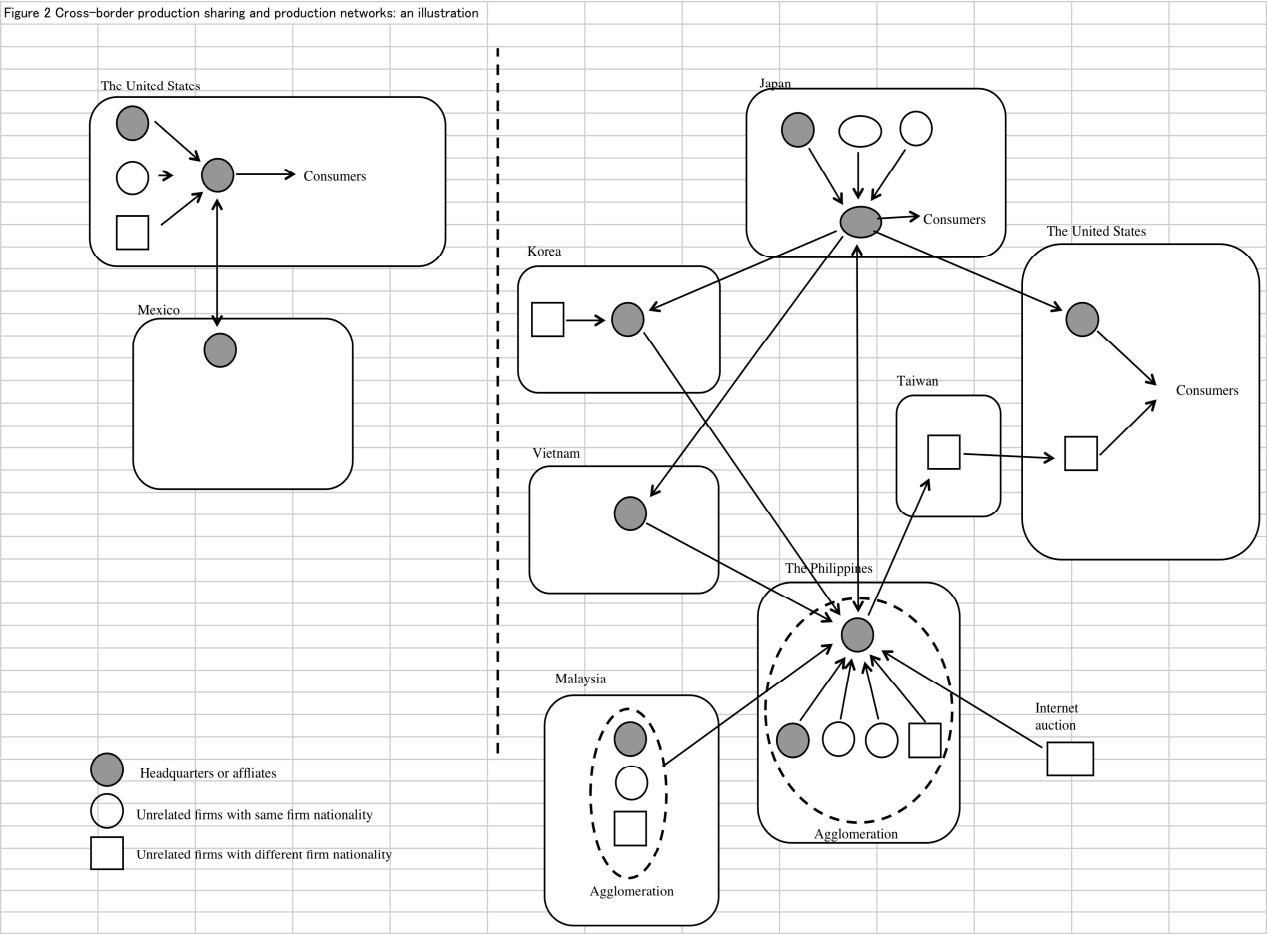 Figure 2 Cross-border production sharing and production networks: an illustration
The United States
Consumers
Mexico
Japan
Consumers
The United States
Korea
Consumers
Taiwan
Vietnam
The Philippines
Agglomeration
Malaysia
Agglomeration
Internet
auction
Headquarters or affliates
Unrelated firms with same firm nationality
Unrelated firms with different firm nationality